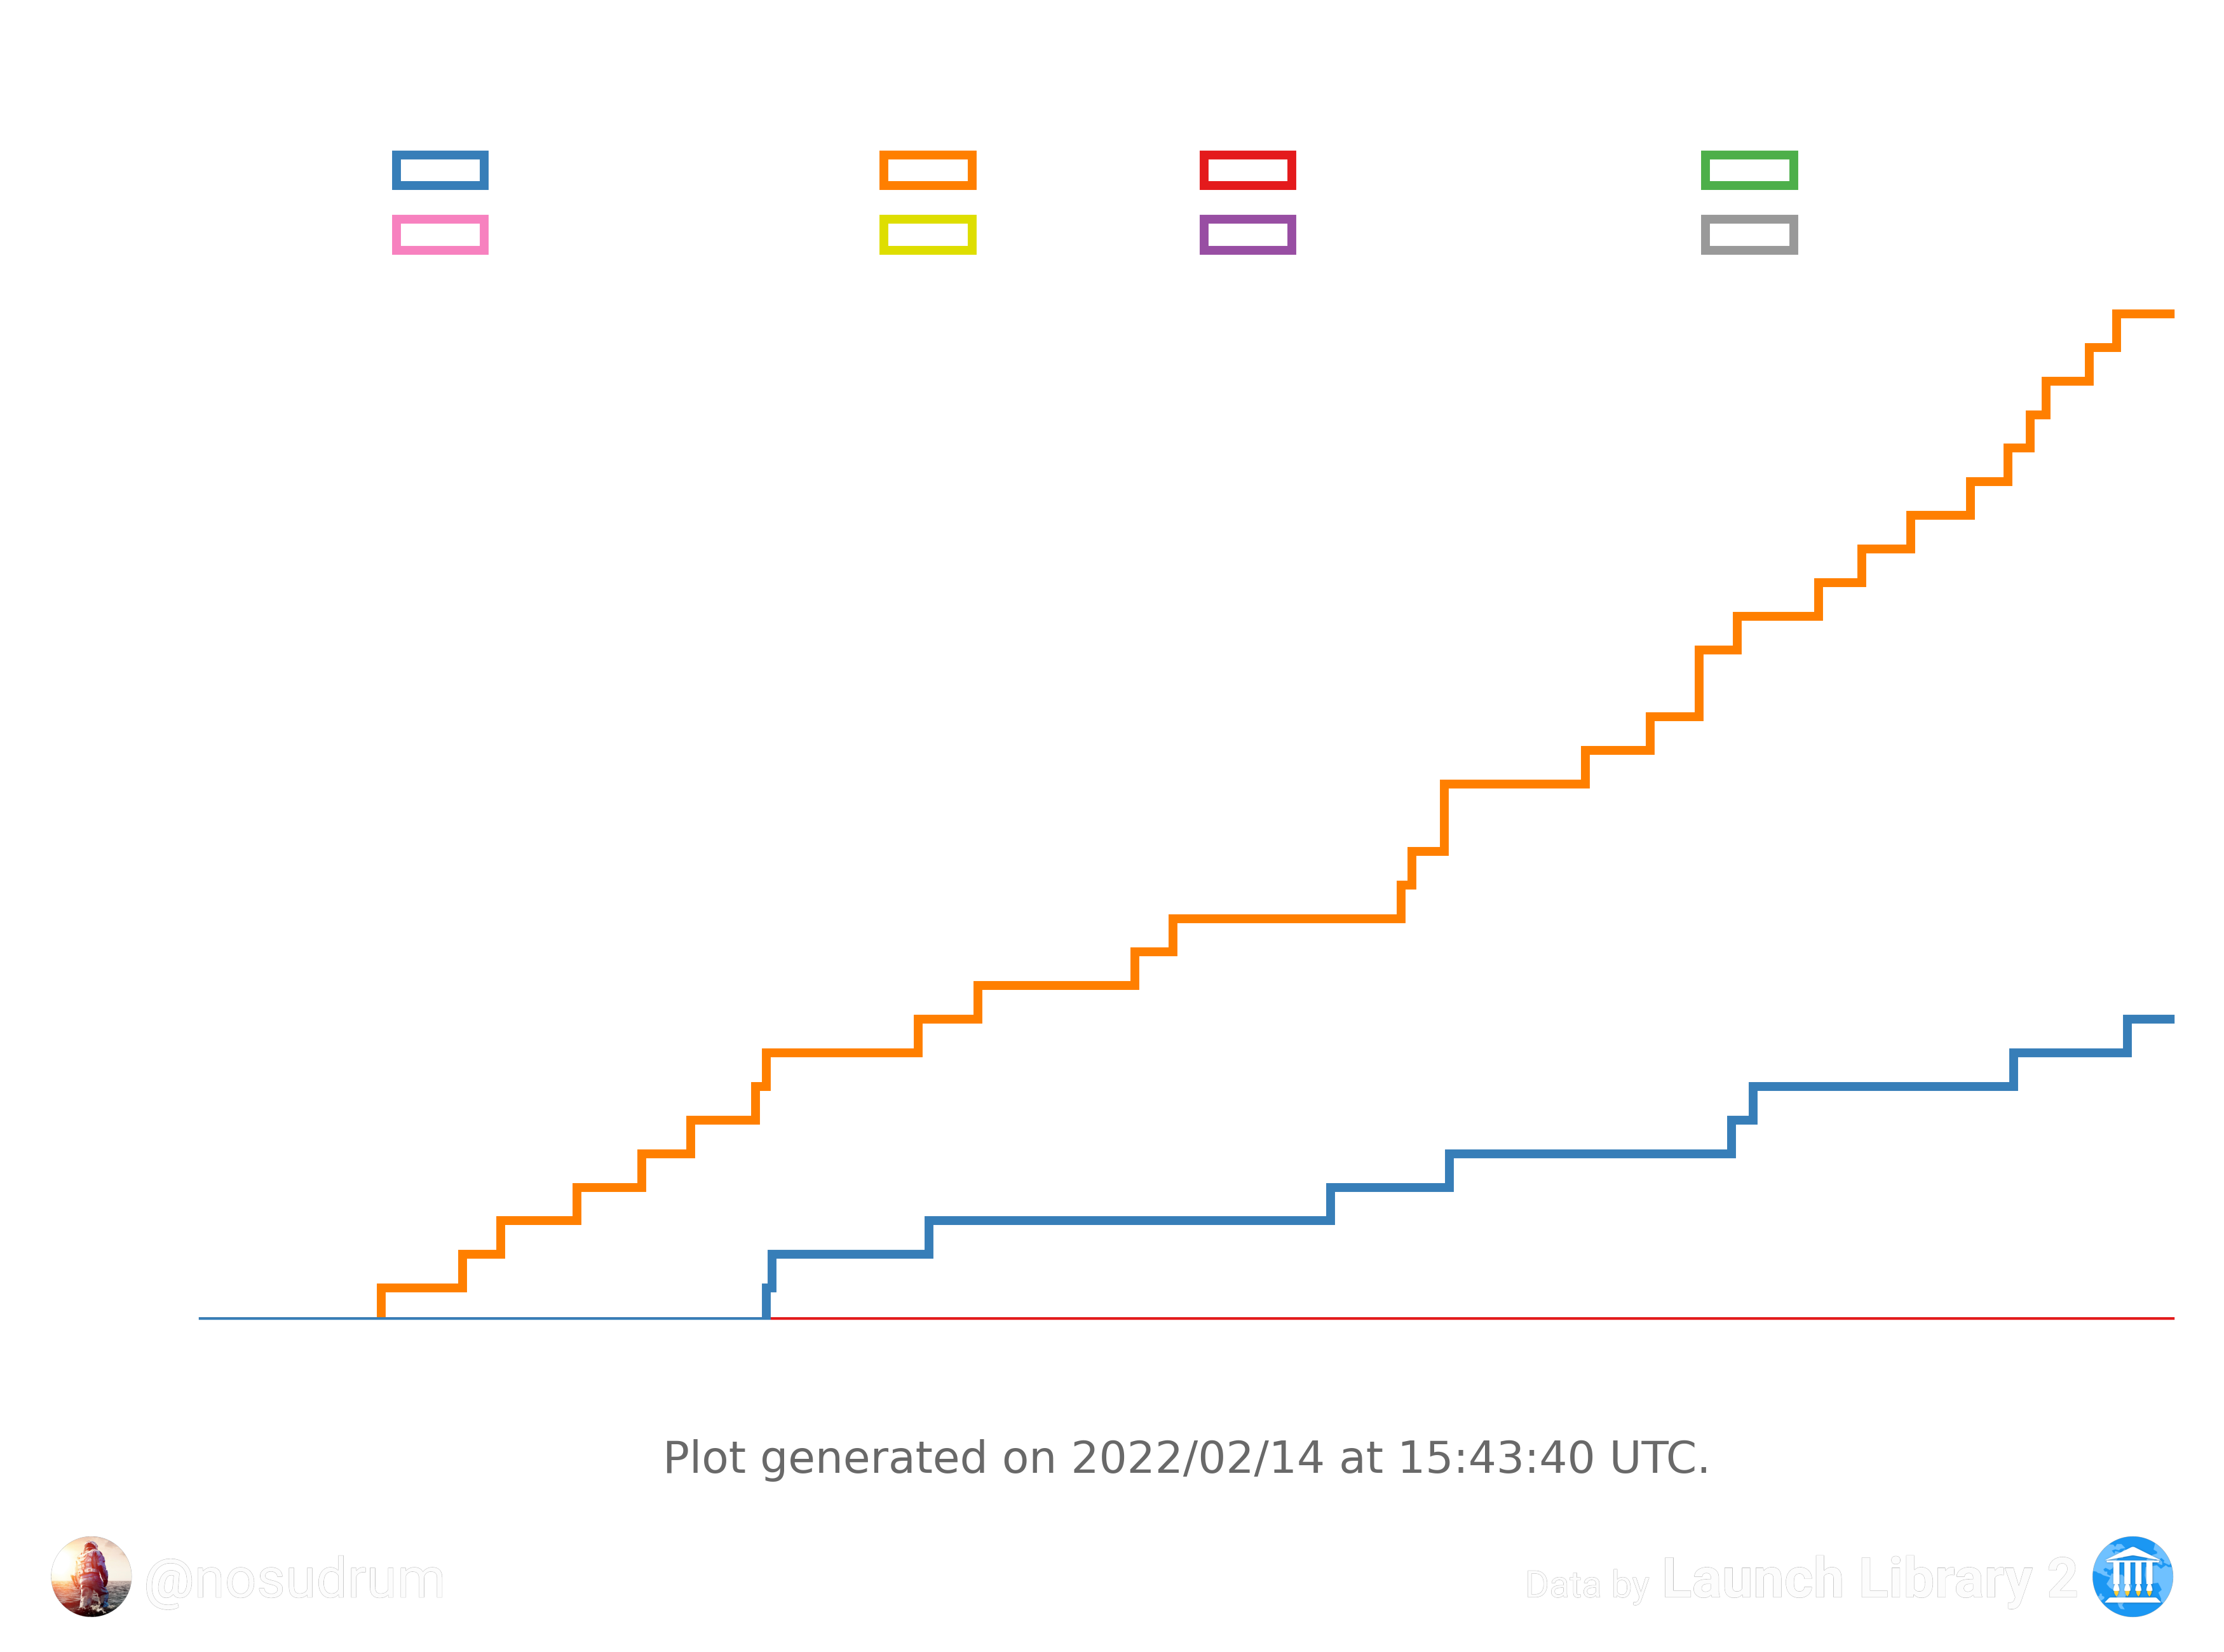 Plot generated on 2022/02/14 at 15:43:40 UTC.
@nosudrum
Data by Launch Library 2